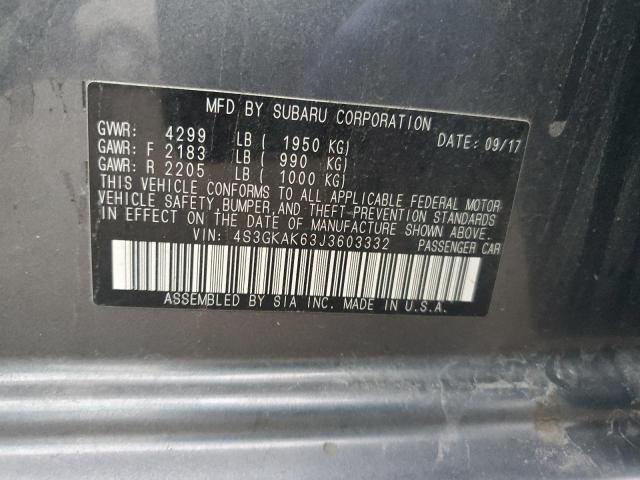 MFD BY SUBARU CORPORATION
GVWR: 4299 LB ( 1950 KG) DATE: 09/17
GAWR: F 2183 LB ( 990 KG)
GAWR: R 2205 LB ( 1000 KG)
THIS VEHICLE CONFORMS TO ALL APPLICABLE FEDERAL MOTOR
VEHICLE SAFETY, BUMPER, AND THEFT-PREVENTION STANDARDS
IN EFFECT ON THE DATE OF MANUFACTURE SHOWN ABOVE.
VIN: 4S3GKAK63J3603332 PASSENGER CAR
ASSEMBLED BY SIA INC. MADE IN U.S.A.